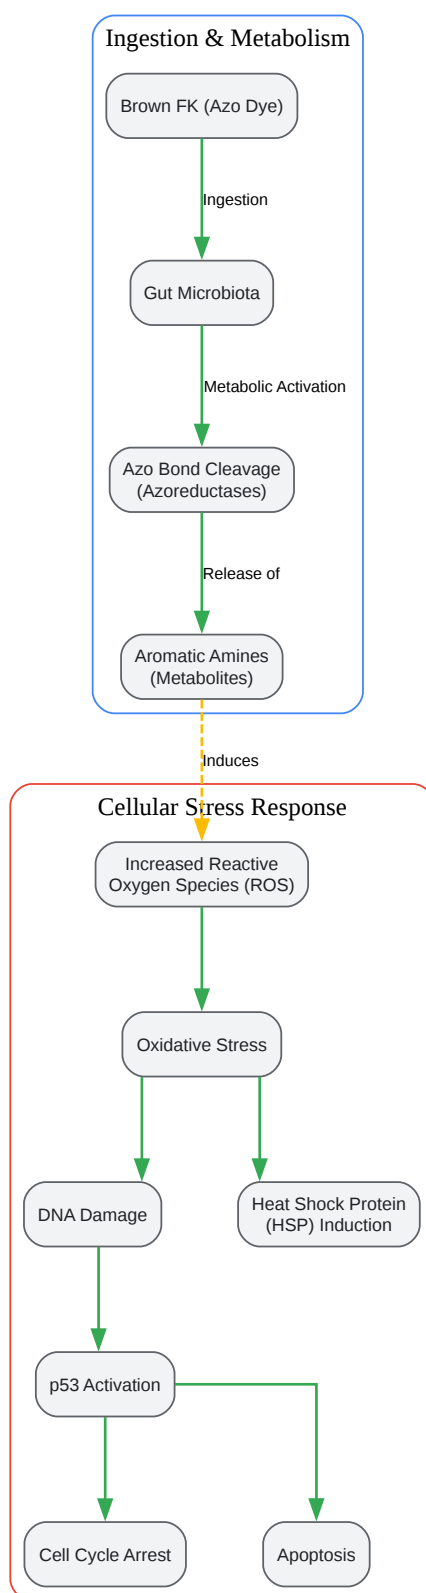 Ingestion & Metabolism
Brown FK (Azo Dye)
Ingestion
Gut Microbiota
Metabolic Activation
Azo Bond Cleavage
(Azoreductases)
Release of
Aromatic Amines
(Metabolites)
Induces
Cellular Stress Response
Increased Reactive
Oxygen Species (ROS)
Oxidative Stress
DNA Damage
Heat Shock Protein
(HSP) Induction
p53 Activation
Cell Cycle Arrest
Apoptosis